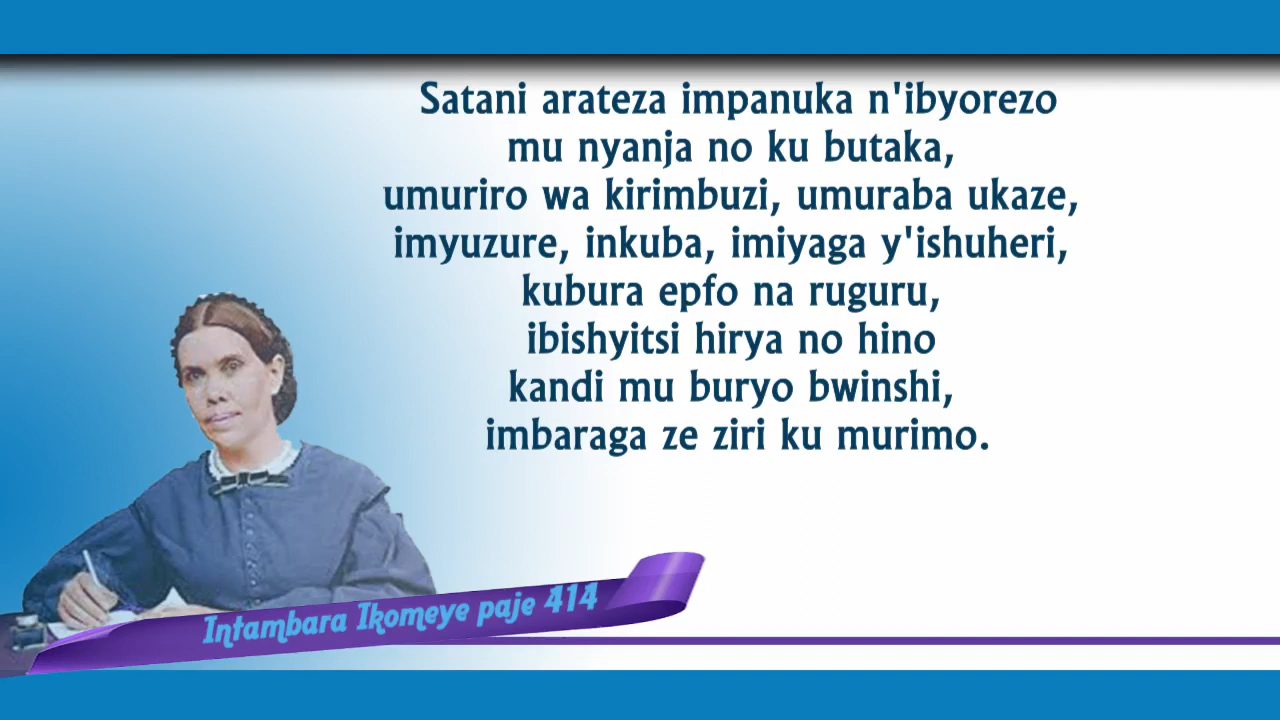 Satani arateza impanuka n'ibyorezo
mu nyanja no ku butaka,
umuriro wa kirimbuzi, umuraba ukaze,
imyuzure, inkuba, imiyaga y'ishuheri,
kubura epfo na ruguru,
ibishyitsi hirya no hino
kandi mu buryo bwinshi,
imbaraga ze ziri ku murimo.
Intambara Ikomeye paje 414